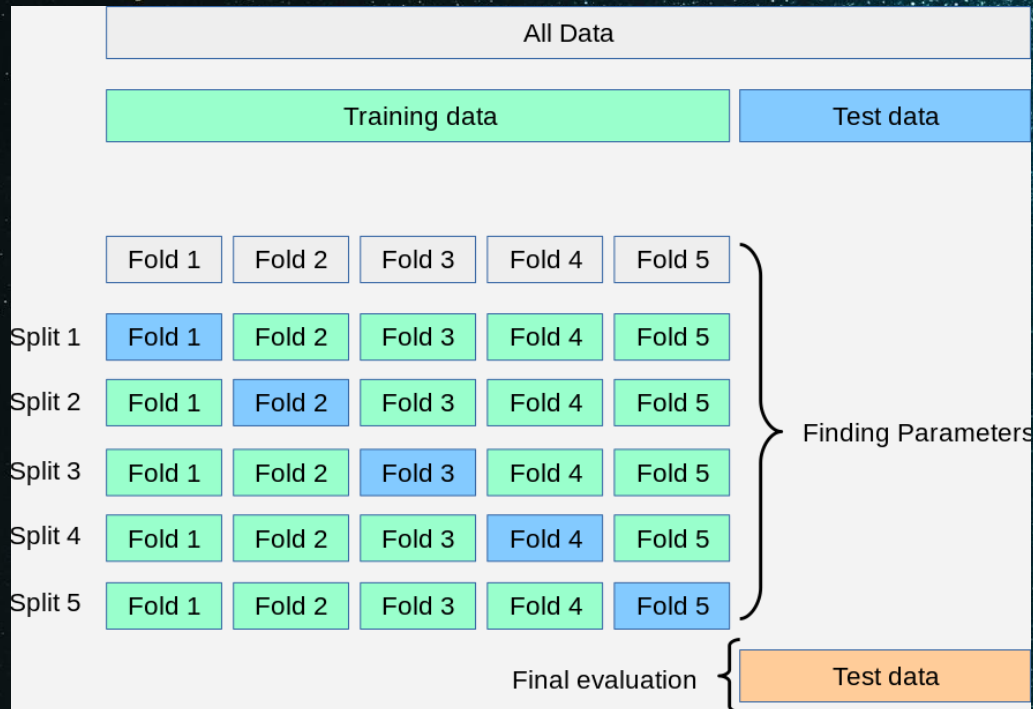 All Data
Training data Test data
Fold 1 Fold 2 Fold 3 Fold 4 Fold 5
Split 1 Fold 1 Fold 2 Fold 3 Fold 4 Fold 5
Split 2 Fold 1 Fold 2 Fold 3 Fold 4 Fold 5
Finding Parameters
Split 3 Fold 1 Fold 2 Fold 3 Fold 4 Fold 5
Split 4 Fold 1 Fold 2 Fold 3 Fold 4 Fold 5
Split 5 Fold 1 Fold 2 Fold 3 Fold 4 Fold 5
Final evaluation Test data